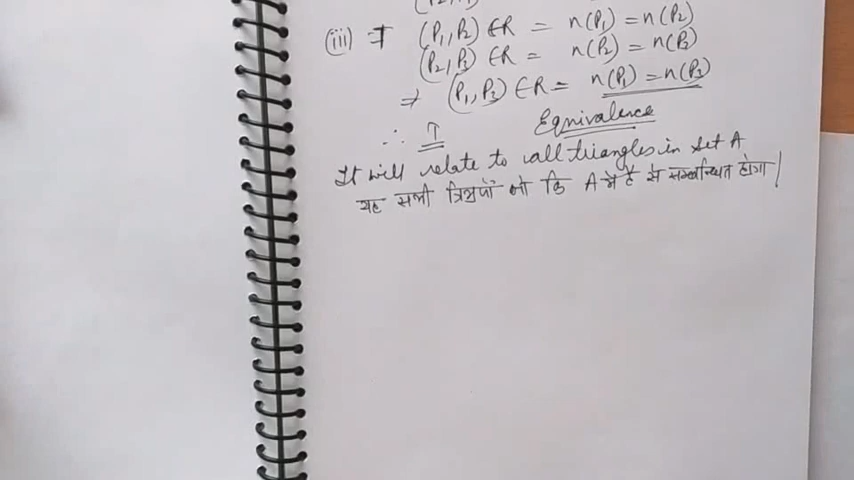 (iii) ⇒ (P₁, P₂) ∈ R = n(P₁) = n(P₂)
(P₂, P₃) ∈ R = n(P₂) = n(P₃)
⇒ (P₁, P₃) ∈ R = n(P₁) = n(P₃)
∴ T Equivalence
It will relate to all triangles in set A
यह सभी त्रिभुजों जो कि A में है से सम्बन्धित होगा|